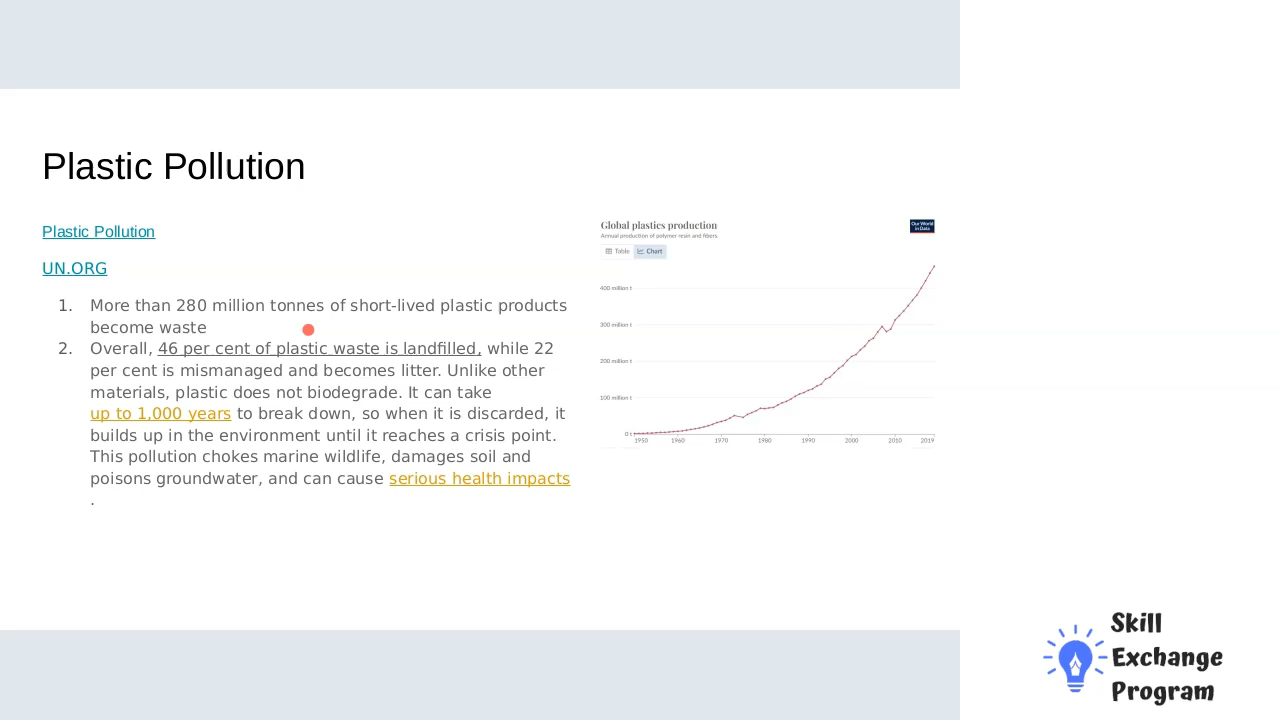 Plastic Pollution
Plastic Pollution
UN.ORG
1. More than 280 million tonnes of short-lived plastic products
become waste
2. Overall, 46 per cent of plastic waste is landfilled, while 22
per cent is mismanaged and becomes litter. Unlike other
materials, plastic does not biodegrade. It can take
up to 1,000 years to break down, so when it is discarded, it
builds up in the environment until it reaches a crisis point.
This pollution chokes marine wildlife, damages soil and
poisons groundwater, and can cause serious health impacts
.
Global plastics production
Annual production of polymer resin and fibers.
Our World
in Data
Table Chart
400 million t
300 million t
200 million t
100 million t
0 t
1950 1960 1970 1980 1990 2000 2010 2019
Skill
Exchange
Program